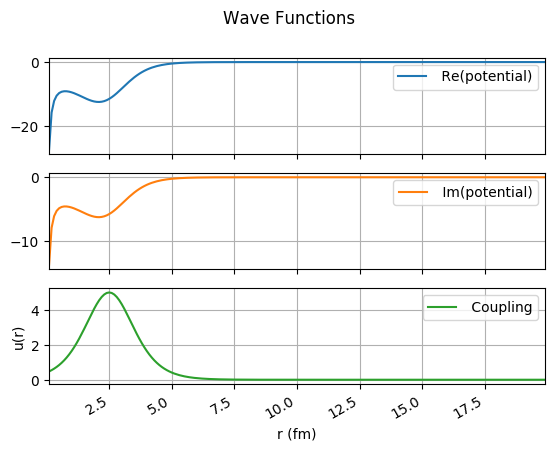 Wave Functions
0
−20
Re(potential)
0
−10
Im(potential)
4
2
0
u(r)
Coupling
2.5 5.0 7.5 10.0 12.5 15.0 17.5
r (fm)